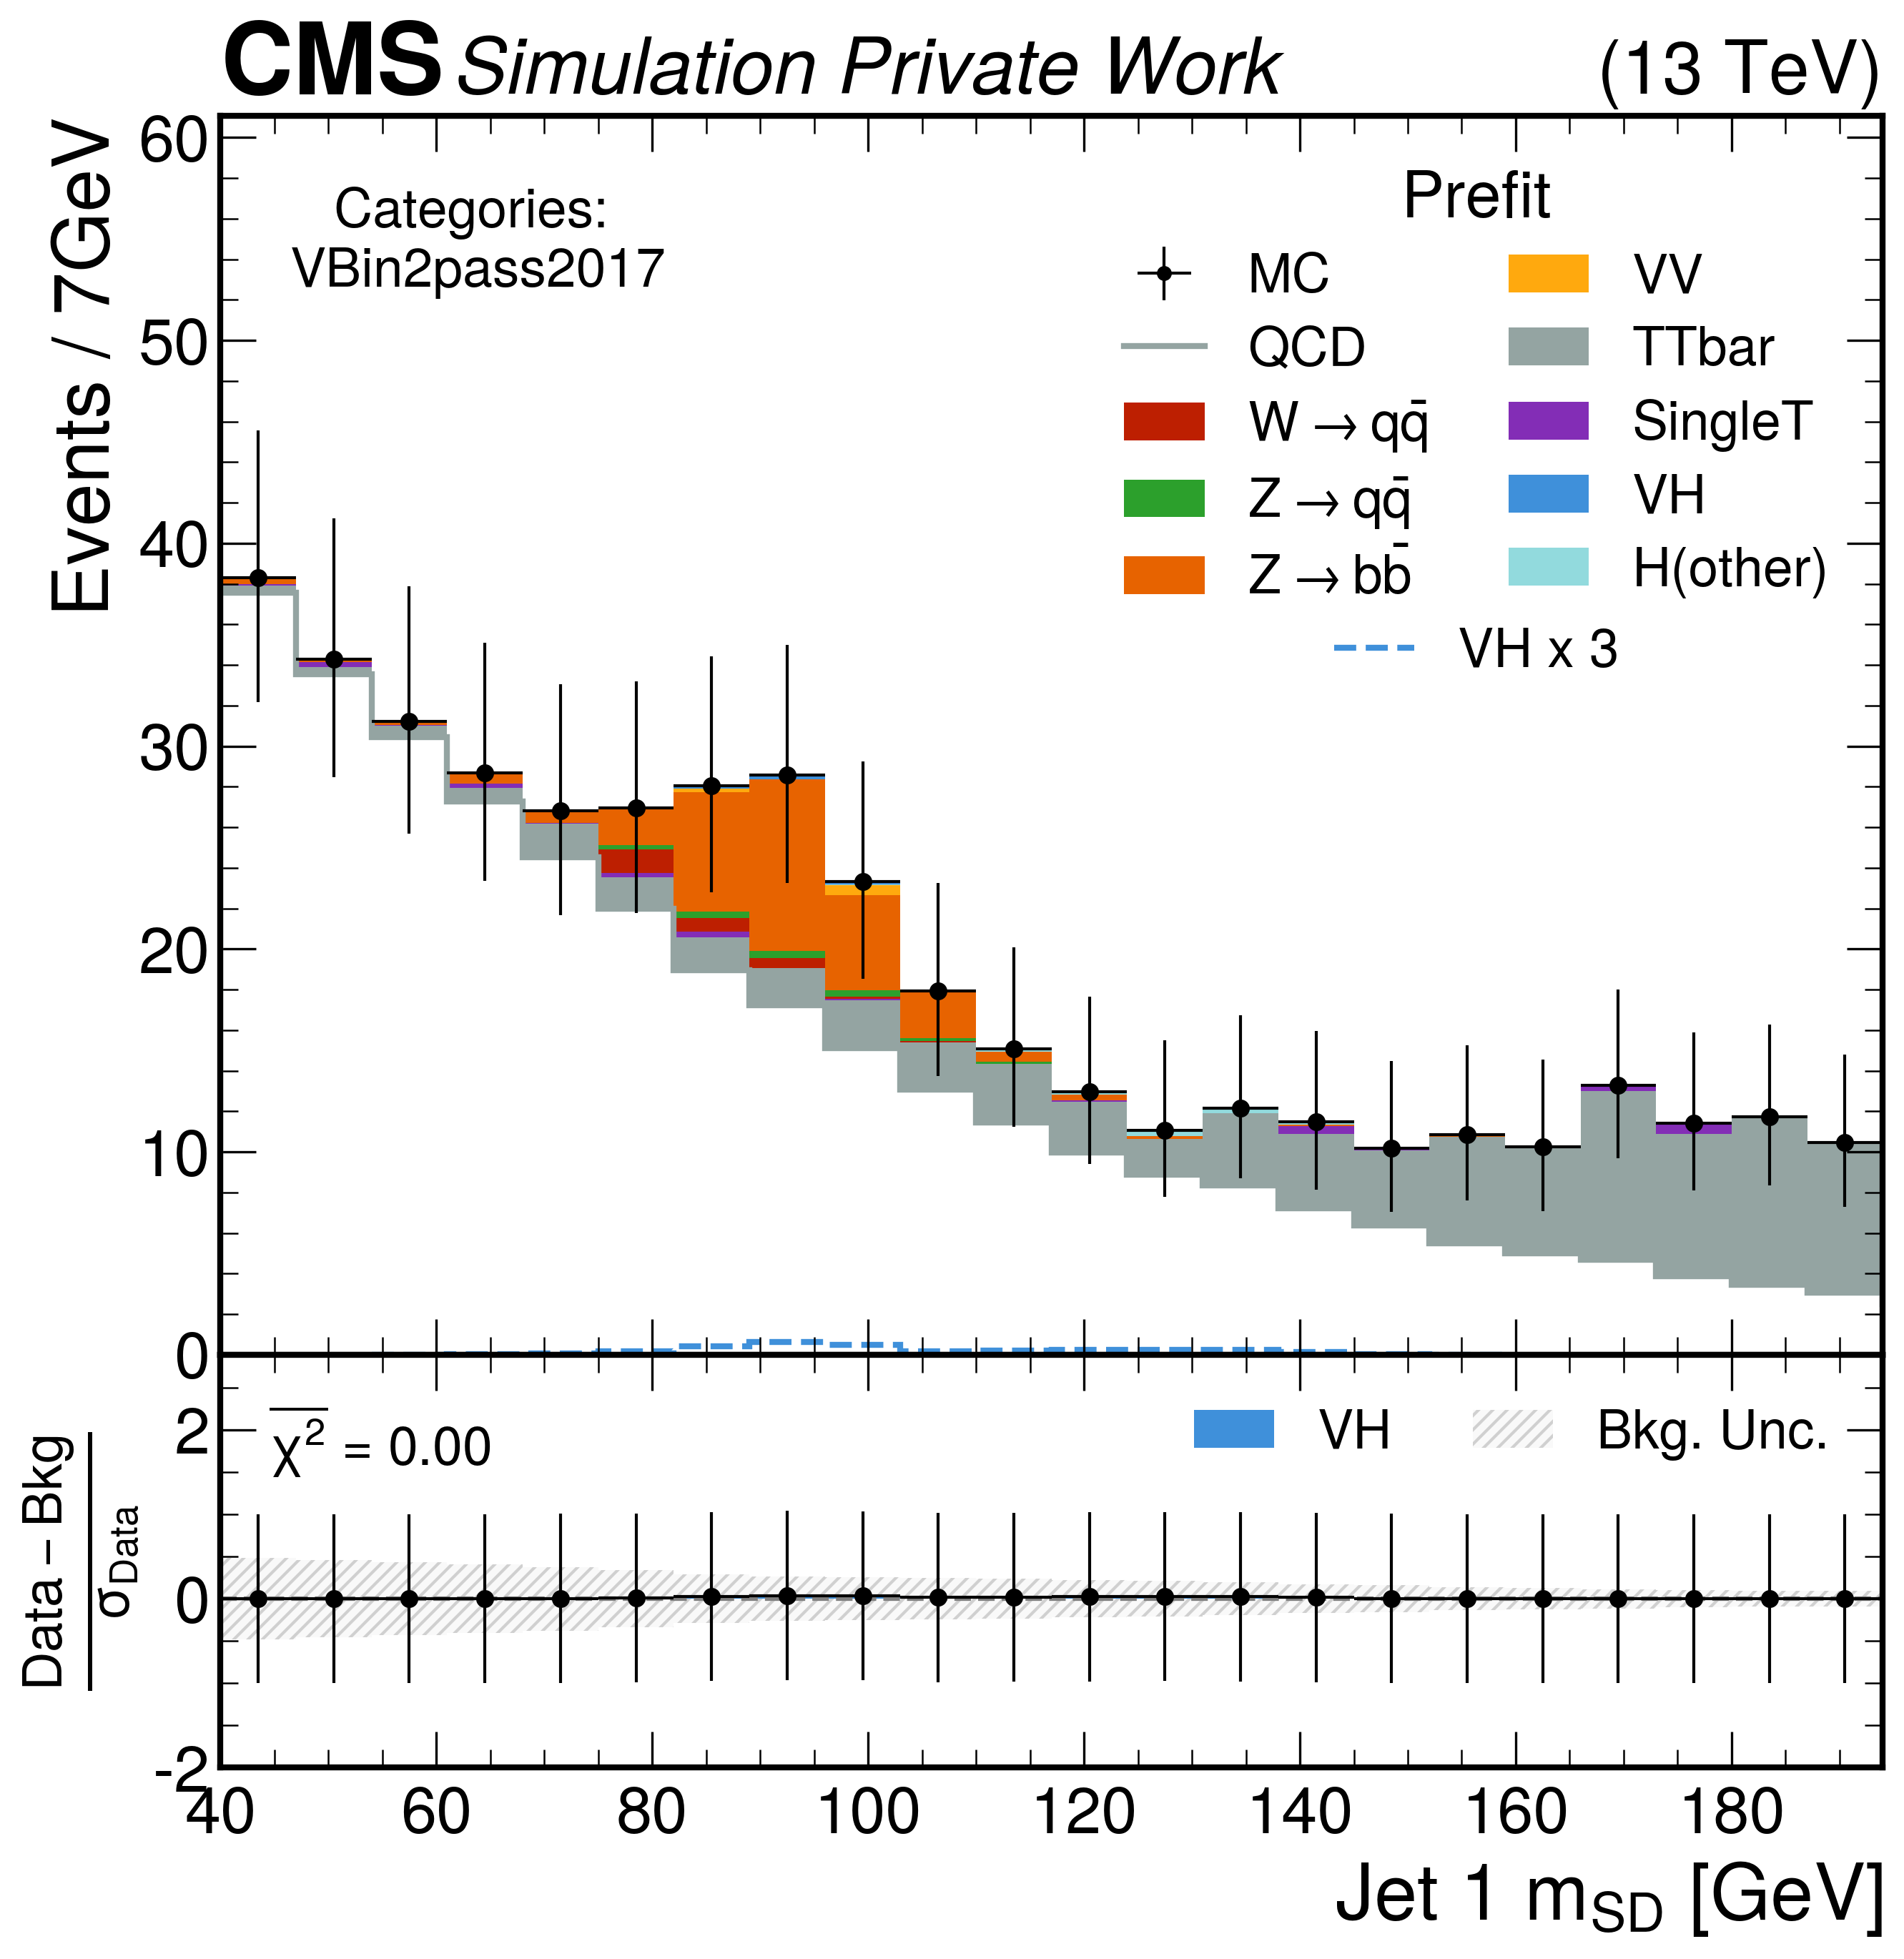 CMS Simulation Private Work (13 TeV)
Events / 7GeV
60
50
40
30
20
10
0
Categories:
VBin2pass2017
Prefit
MC
QCD
W → qq̄
Z → qq̄
Z → bb̄
VV
TTbar
SingleT
VH
H(other)
VH x 3
Data – Bkg
σData
2
0
-2
χ² = 0.00
VH
Bkg. Unc.
40 60 80 100 120 140 160 180
Jet 1 mSD [GeV]